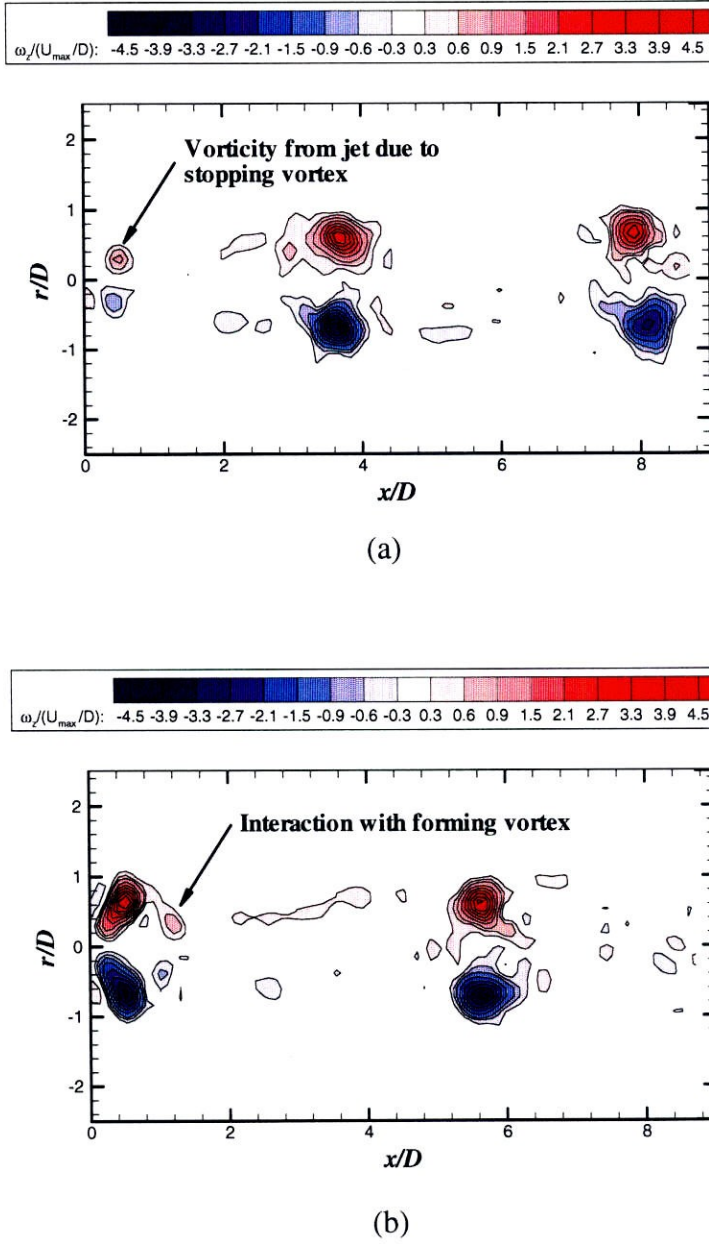 ω_z/(U_max/D): -4.5 -3.9 -3.3 -2.7 -2.1 -1.5 -0.9 -0.6 -0.3 0.3 0.6 0.9 1.5 2.1 2.7 3.3 3.9 4.5
2
Vorticity from jet due to
stopping vortex
1
r/D
0
-1
-2
0 2 4 6 8
x/D
(a)
ω_z/(U_max/D): -4.5 -3.9 -3.3 -2.7 -2.1 -1.5 -0.9 -0.6 -0.3 0.3 0.6 0.9 1.5 2.1 2.7 3.3 3.9 4.5
2
Interaction with forming vortex
1
r/D
0
-1
-2
0 2 4 6 8
x/D
(b)